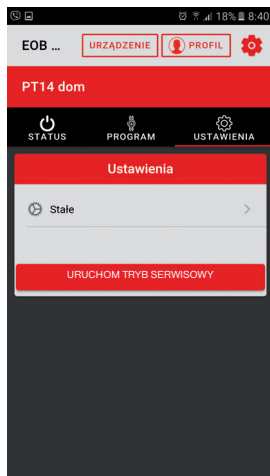 18% 8:40
EOB ... URZĄDZENIE PROFIL
PT14 dom
STATUS PROGRAM USTAWIENIA
Ustawienia
Stałe
URUCHOM TRYB SERWISOWY